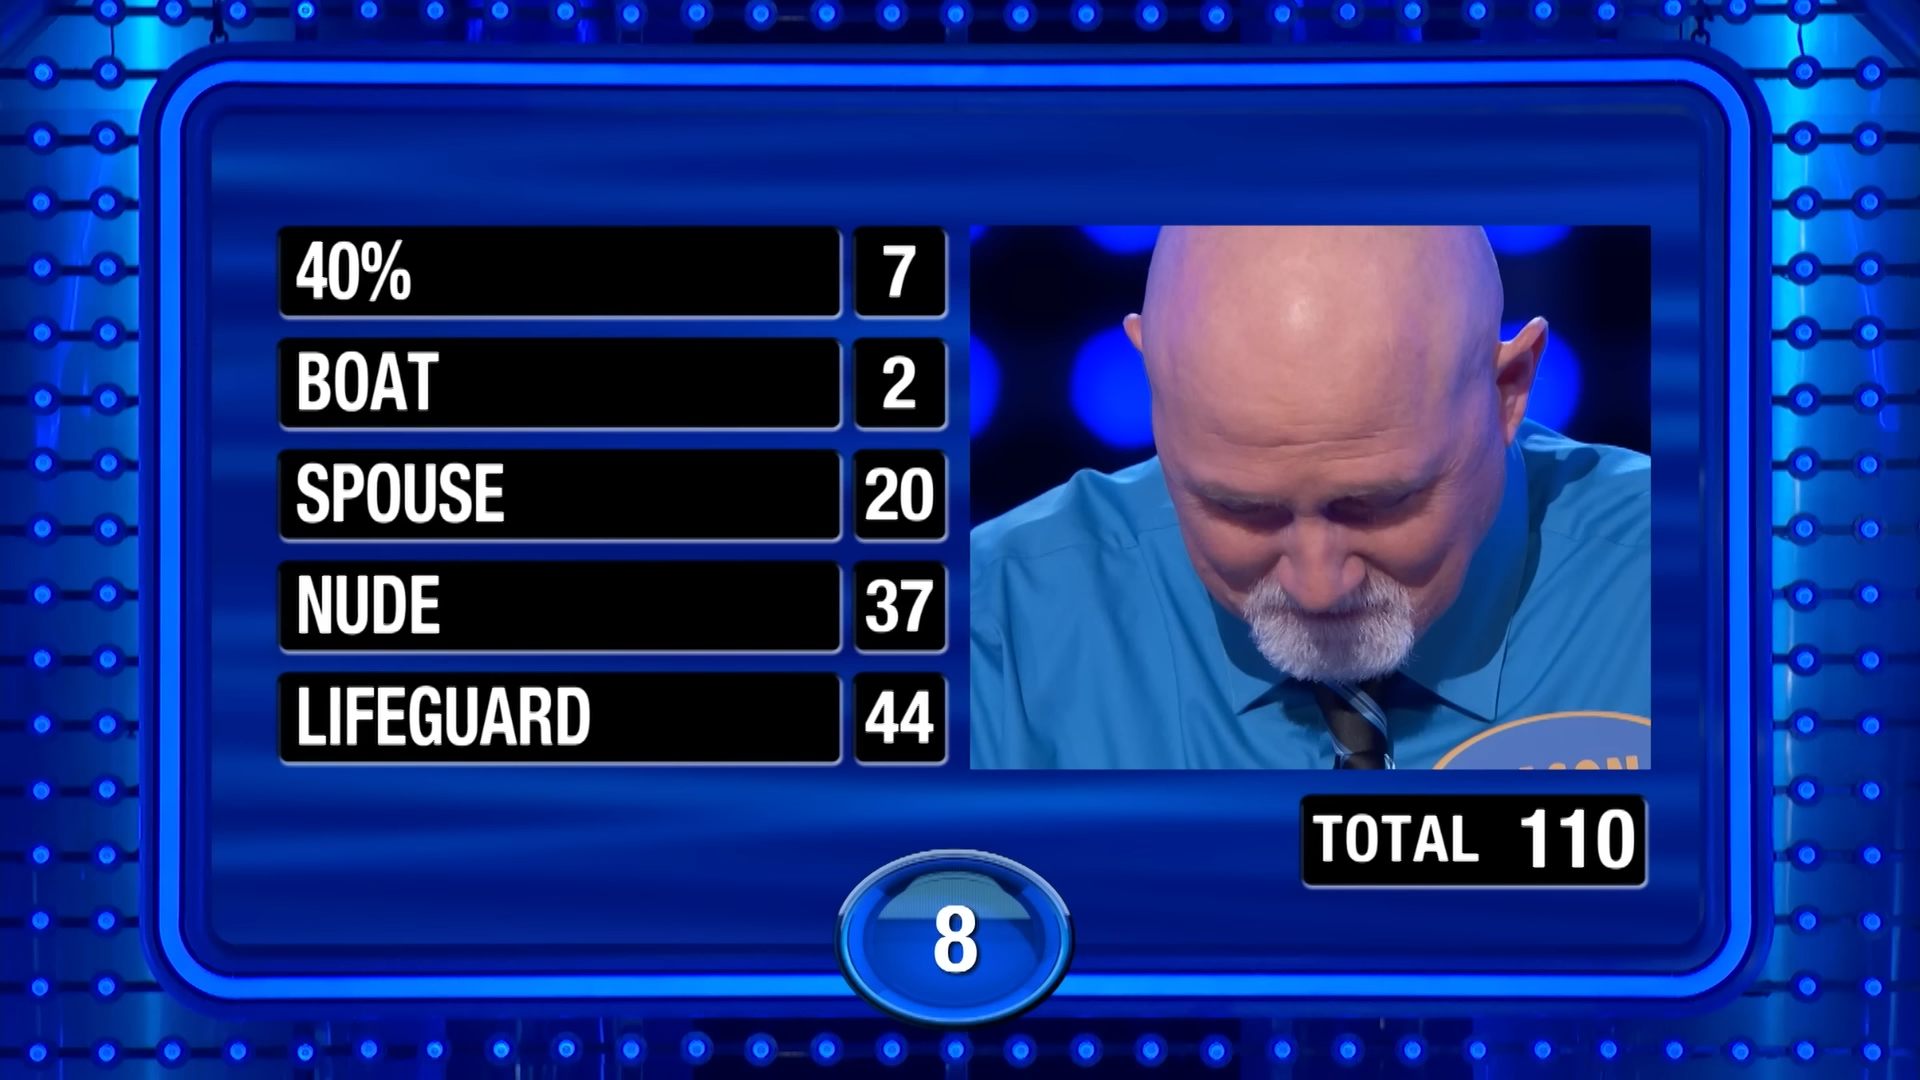 40% 7
BOAT 2
SPOUSE 20
NUDE 37
LIFEGUARD 44
TOTAL 110
8